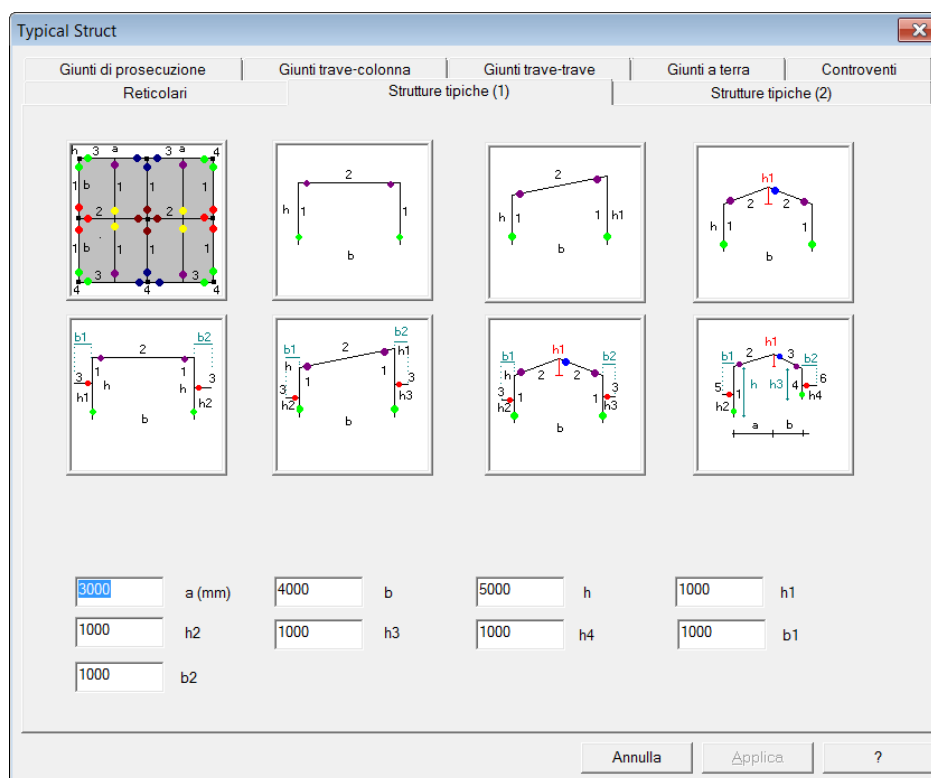 Typical Struct
Giunti di prosecuzione Giunti trave-colonna Giunti trave-trave Giunti a terra Controventi
Reticolari Strutture tipiche (1) Strutture tipiche (2)
h 3 a 3 a 4
1 b 1 1 1 1
2 2
1 b 1 1 1 1
3 3
4 4 4
2
h 1 1
b
2
h 1 1 h1
b
h1
2 2
h 1 1
b
b1 b2
2
1 1
3 h h 3
h1 h2
b
b1 b2
2 h1
h 1 1
3 3
h2 h3
b
b1 h1 b2
h 2 2
3 1 1 3
h2 h3
b
b1 2 h1 3 b2
5 1 h h3 4 6
h2 h4
a b
3000 a (mm) 4000 b 5000 h 1000 h1
1000 h2 1000 h3 1000 h4 1000 b1
1000 b2
Annulla Applica ?